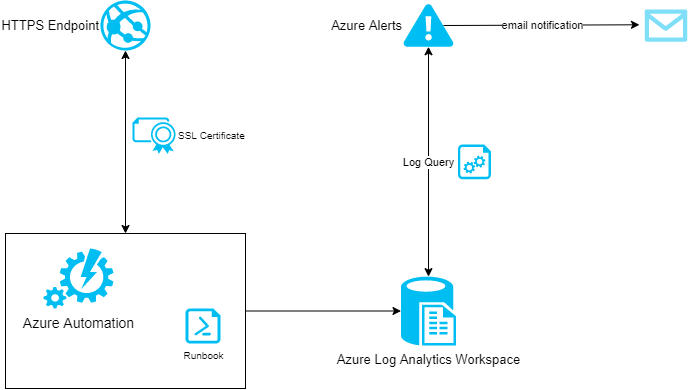 HTTPS Endpoint
Azure Alerts
email notification
SSL Certificate
Log Query
Azure Automation
Runbook
Azure Log Analytics Workspace